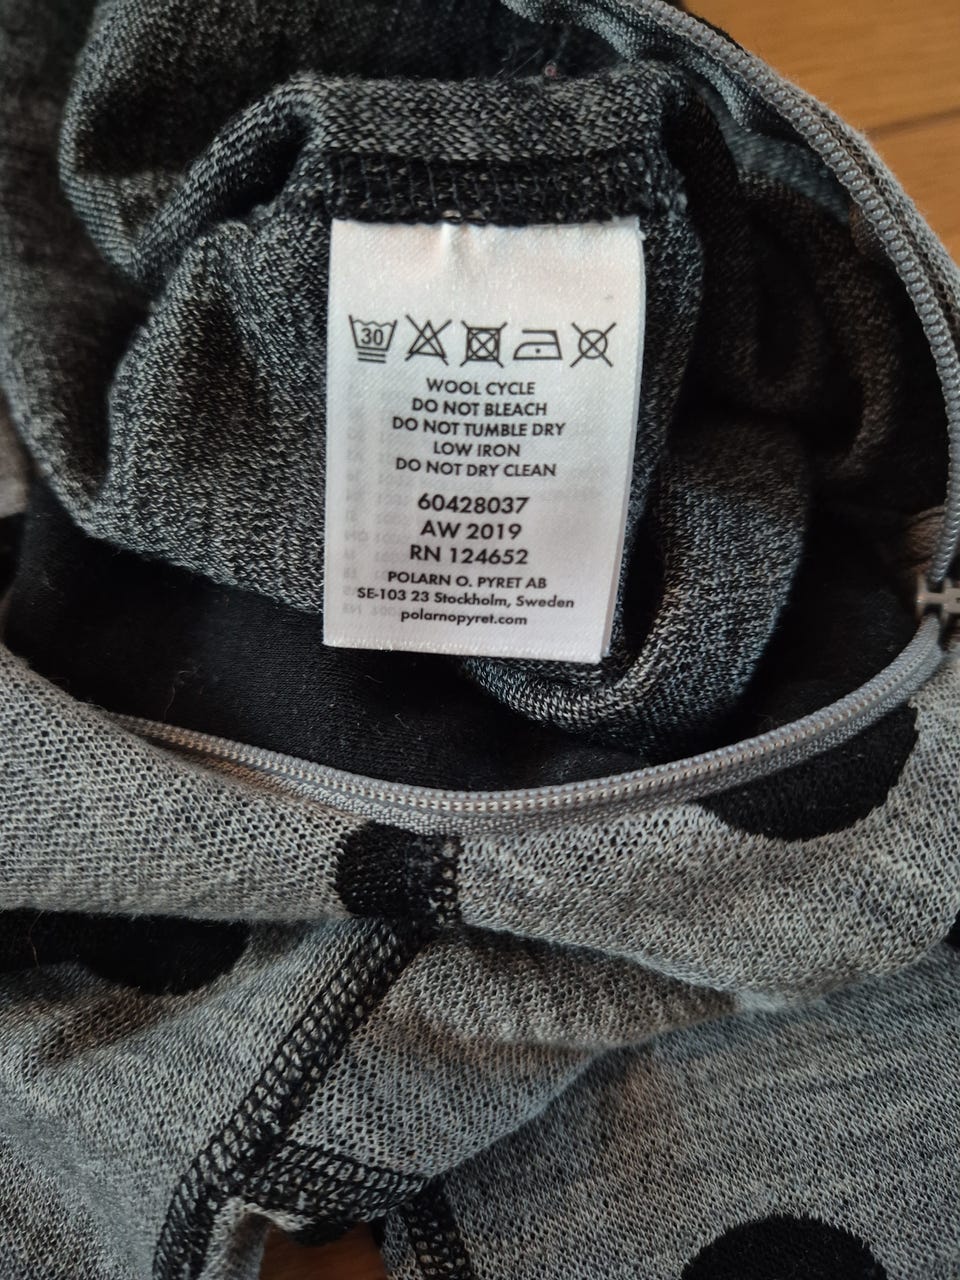 30
WOOL CYCLE
DO NOT BLEACH
DO NOT TUMBLE DRY
LOW IRON
DO NOT DRY CLEAN
60428037
AW 2019
RN 124652
POLARN O. PYRET AB
SE-103 23 Stockholm, Sweden
polarnopyret.com